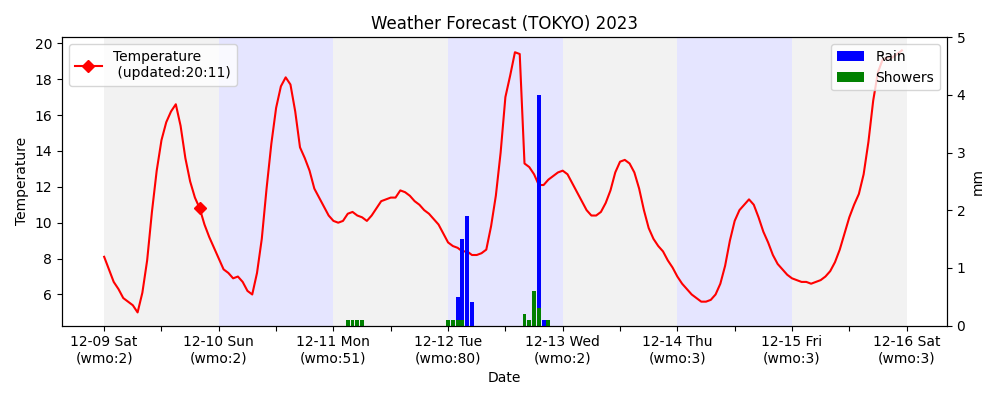 Weather Forecast (TOKYO) 2023
Temperature
(updated:20:11)
Rain
Showers
Temperature
20
18
16
14
12
10
8
6
5
4
3
2
1
0
mm
12-09 Sat
(wmo:2)
12-10 Sun
(wmo:2)
12-11 Mon
(wmo:51)
12-12 Tue
(wmo:80)
12-13 Wed
(wmo:2)
12-14 Thu
(wmo:3)
12-15 Fri
(wmo:3)
12-16 Sat
(wmo:3)
Date